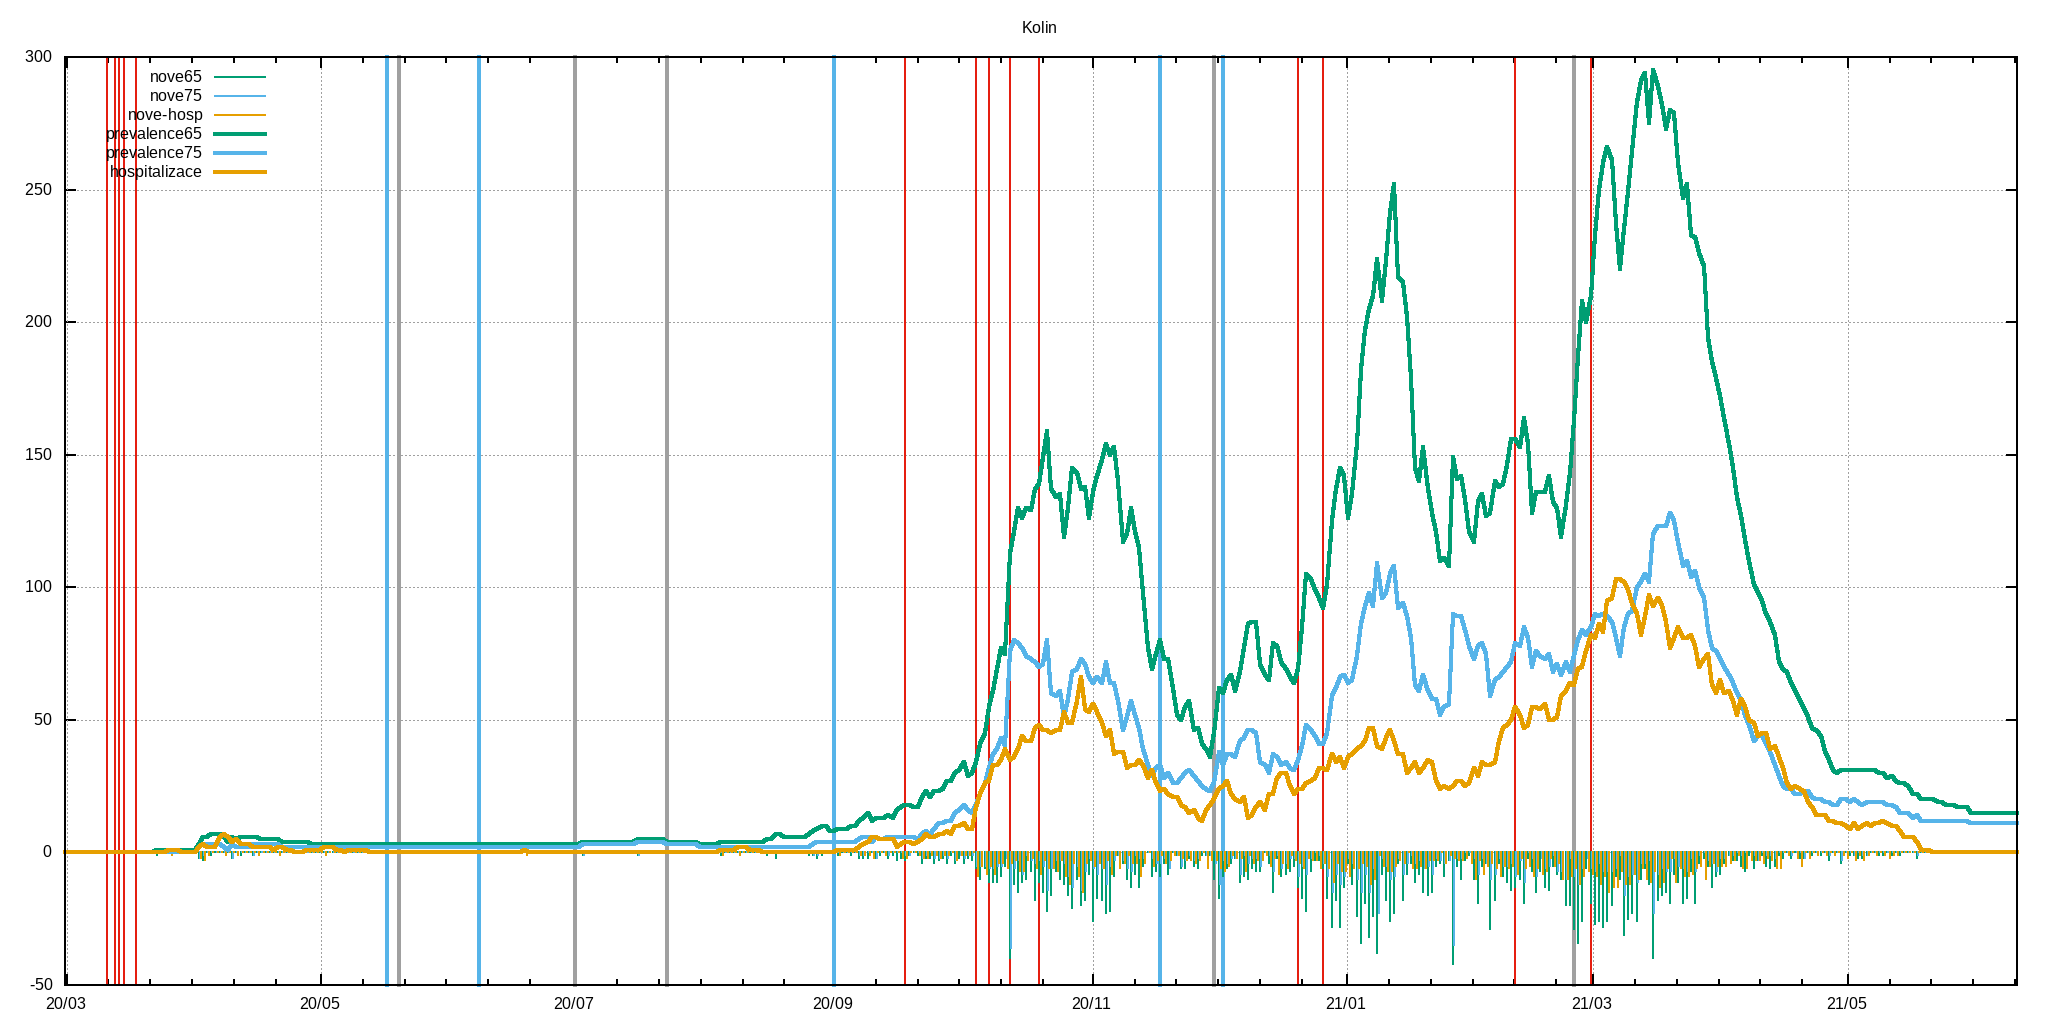 Kolin
300
nove65
nove75
nove-hosp
prevalence65
prevalence75
hospitalizace
250
200
150
100
50
0
-50
20/03 20/05 20/07 20/09 20/11 21/01 21/03 21/05